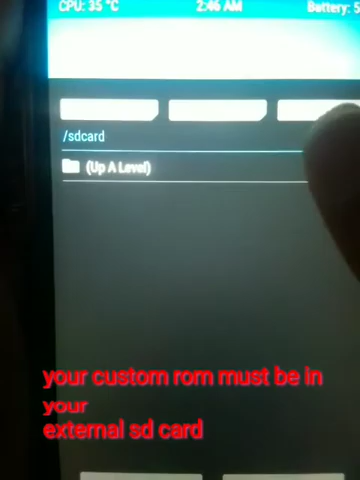 CPU: 35 °C 2:46 AM Battery: 5
/sdcard
(Up A Level)
your custom rom must be in
your
external sd card